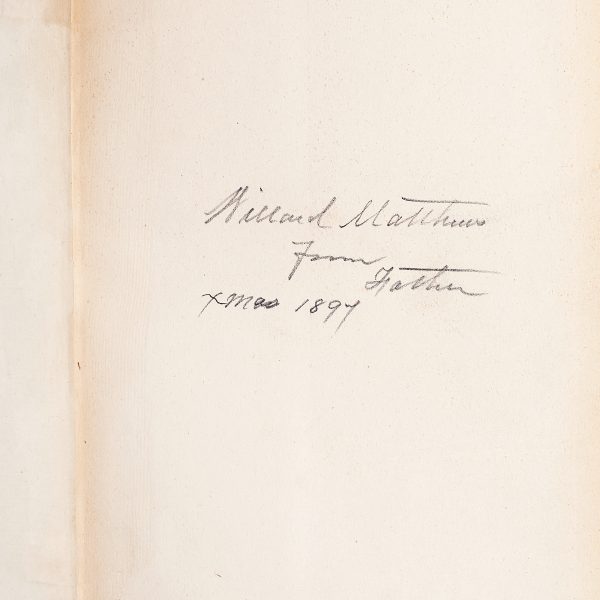 Willard Matthews
From
Father
Xmas 1897